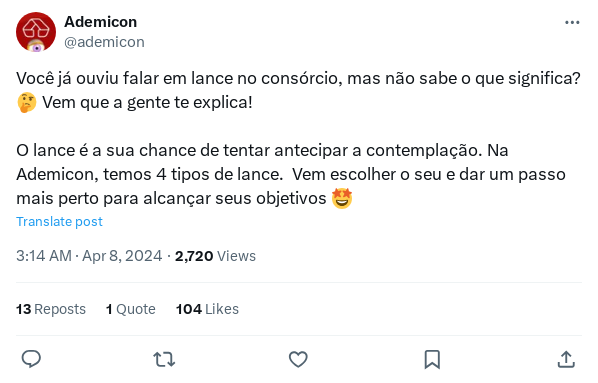 Ademicon
@ademicon
Você já ouviu falar em lance no consórcio, mas não sabe o que significa?
🤔 Vem que a gente te explica!
O lance é a sua chance de tentar antecipar a contemplação. Na
Ademicon, temos 4 tipos de lance.  Vem escolher o seu e dar um passo
mais perto para alcançar seus objetivos 🤩
Translate post
3:14 AM · Apr 8, 2024 · 2,720 Views
13 Reposts 1 Quote 104 Likes